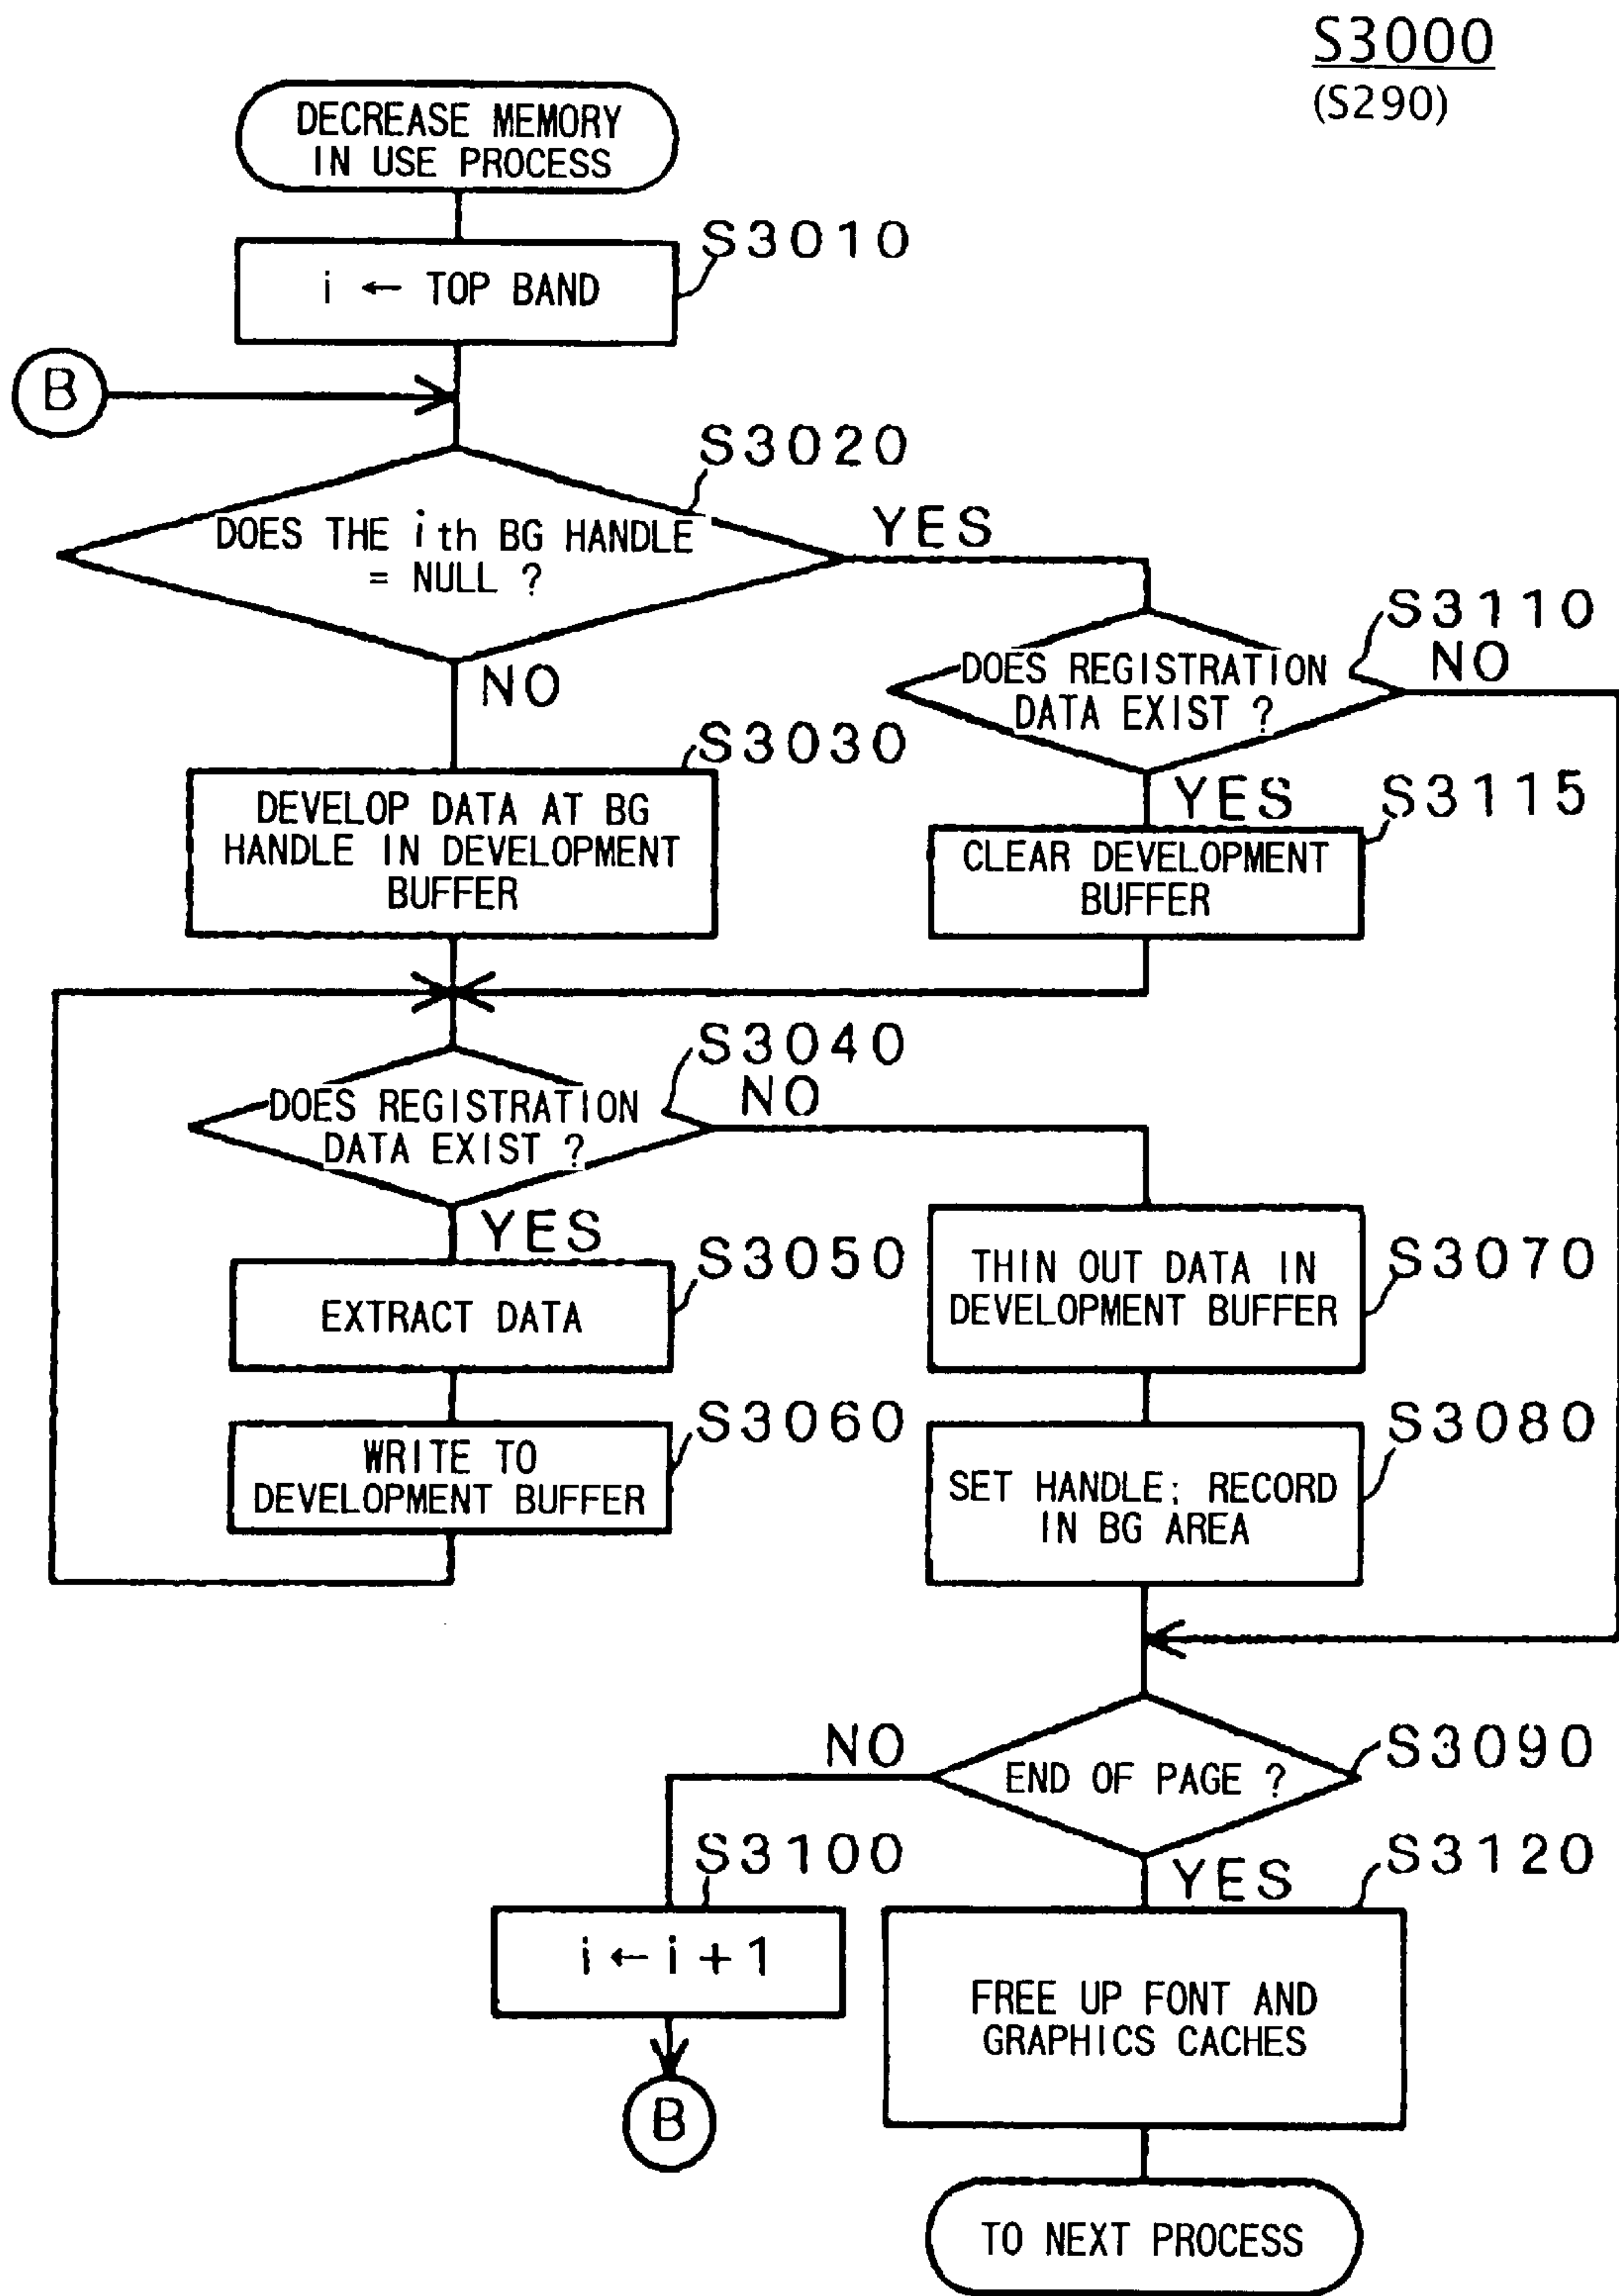 S3000
(S290)
DECREASE MEMORY
IN USE PROCESS
S3010
i ← TOP BAND
B
S3020
DOES THE ith BG HANDLE
= NULL ?
YES
NO
S3110
NO
DOES REGISTRATION
DATA EXIST ?
S3030
YES
S3115
DEVELOP DATA AT BG
HANDLE IN DEVELOPMENT
BUFFER
CLEAR DEVELOPMENT
BUFFER
S3040
NO
DOES REGISTRATION
DATA EXIST ?
YES
S3050
EXTRACT DATA
S3070
THIN OUT DATA IN
DEVELOPMENT BUFFER
S3060
WRITE TO
DEVELOPMENT BUFFER
S3080
SET HANDLE; RECORD
IN BG AREA
NO
S3090
END OF PAGE ?
S3100
YES
S3120
i ← i + 1
FREE UP FONT AND
GRAPHICS CACHES
B
TO NEXT PROCESS